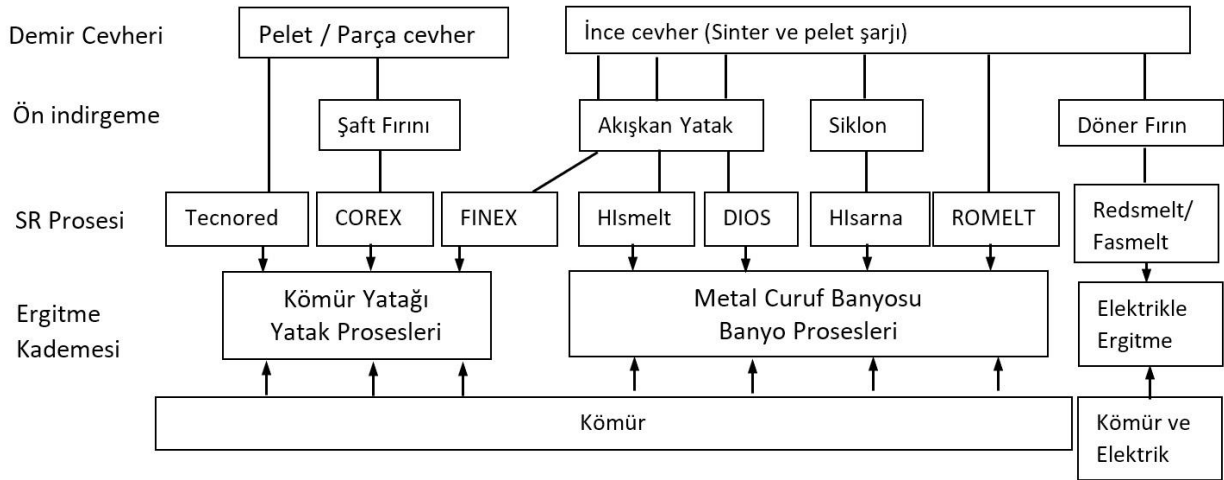 Demir Cevheri
Pelet / Parça cevher
İnce cevher (Sinter ve pelet şarjı)
Ön indirgeme
Şaft Fırını
Akışkan Yatak
Siklon
Döner Fırın
SR Prosesi
Tecnored
COREX
FINEX
HIsmelt
DIOS
HIsarna
ROMELT
Redsmelt/
Fasmelt
Ergitme
Kademesi
Kömür Yatağı
Yatak Prosesleri
Metal Curuf Banyosu
Banyo Prosesleri
Elektrikle
Ergitme
Kömür
Kömür ve
Elektrik